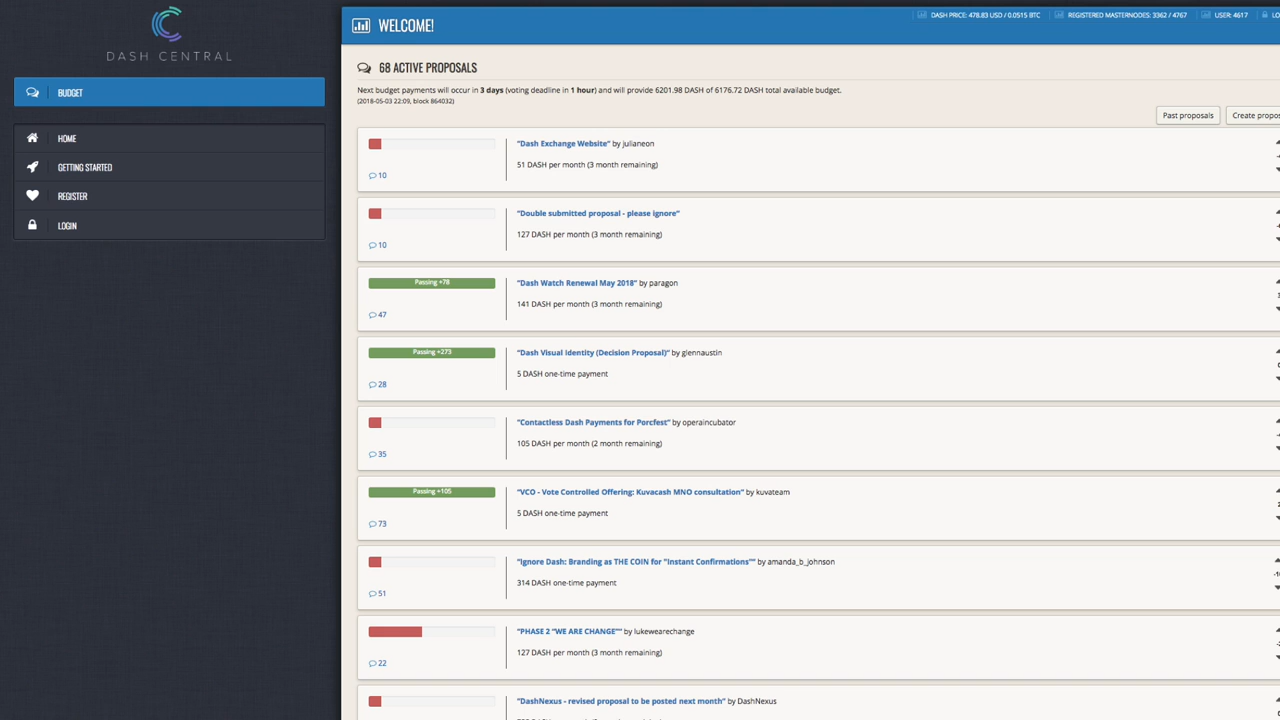 DASH CENTRAL
BUDGET
HOME
GETTING STARTED
REGISTER
LOGIN
WELCOME!
DASH PRICE: 478.83 USD / 0.0515 BTC
REGISTERED MASTERNODES: 3362 / 4767
USER: 4617
LO
68 ACTIVE PROPOSALS
Next budget payments will occur in 3 days (voting deadline in 1 hour) and will provide 6201.98 DASH of 6176.72 DASH total available budget.
(2018-05-03 22:09, block 864032)
Past proposals
Create propos
"Dash Exchange Website" by julianeon
51 DASH per month (3 month remaining)
10
"Double submitted proposal - please ignore"
127 DASH per month (3 month remaining)
10
Passing +78
"Dash Watch Renewal May 2018" by paragon
141 DASH per month (3 month remaining)
47
Passing +273
"Dash Visual Identity (Decision Proposal)" by glennaustin
5 DASH one-time payment
28
"Contactless Dash Payments for Porcfest" by operaincubator
105 DASH per month (2 month remaining)
35
Passing +105
"VCO - Vote Controlled Offering: Kuvacash MNO consultation" by kuvateam
5 DASH one-time payment
73
"Ignore Dash: Branding as THE COIN for "Instant Confirmations"" by amanda_b_johnson
314 DASH one-time payment
51
"PHASE 2 "WE ARE CHANGE"" by lukewearechange
127 DASH per month (3 month remaining)
22
"DashNexus - revised proposal to be posted next month" by DashNexus